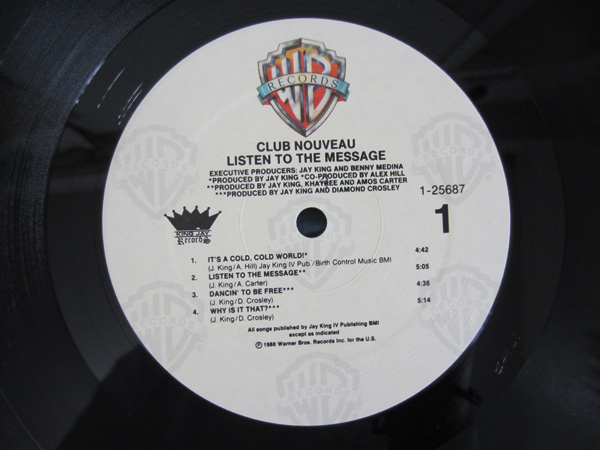 WB
RECORDS
CLUB NOUVEAU
LISTEN TO THE MESSAGE
EXECUTIVE PRODUCERS: JAY KING AND BENNY MEDINA
*PRODUCED BY JAY KING *CO-PRODUCED BY ALEX HILL
**PRODUCED BY JAY KING, KHAYREE AND AMOS CARTER
***PRODUCED BY JAY KING AND DIAMOND CROSLEY
1-25687
1
KING JAY
Records
1. IT'S A COLD, COLD WORLD!* 4:42
(J. King/A. Hill) Jay King IV Pub'/Birth Control Music BMI
2. LISTEN TO THE MESSAGE** 5:05
(J. King/A. Carter)
3. DANCIN' TO BE FREE*** 4:36
(J. King/D. Crosley)
4. WHY IS IT THAT?*** 5:14
(J. King/D. Crosley)
All songs published by Jay King IV Publishing BMI
except as indicated
℗ 1988 Warner Bros. Records Inc. for the U.S.